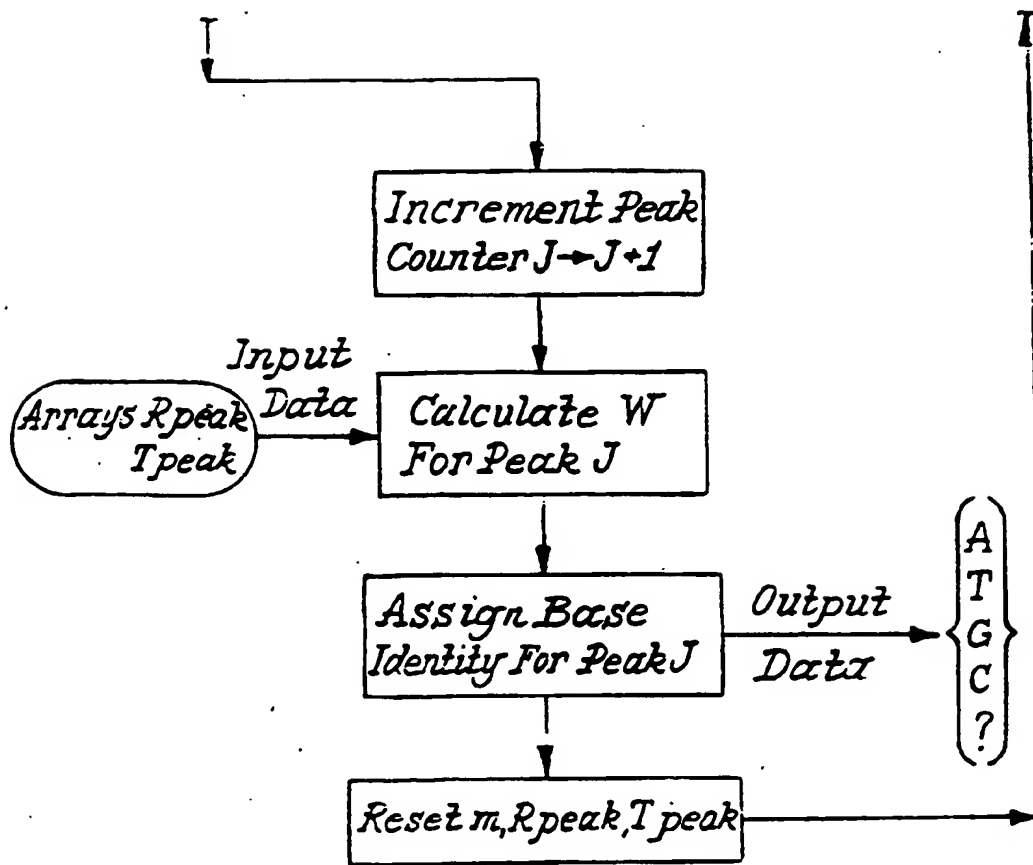 I
I
Increment Peak
Counter J→J+1
Input
Data
Arrays Rpeak
Tpeak
Calculate W
For Peak J
Assign Base
Identity For Peak J
Output
Data
A
T
G
C
?
Reset m, Rpeak, Tpeak